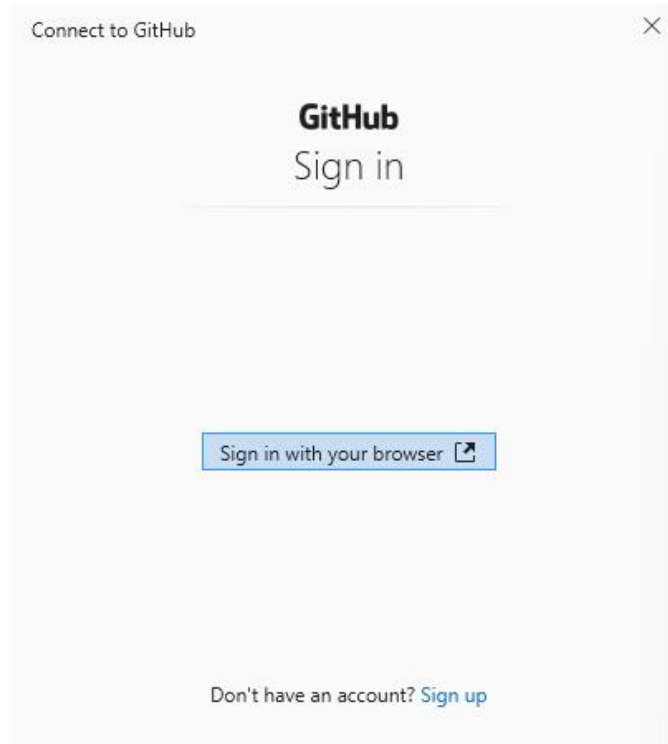 Connect to GitHub
GitHub
Sign in
Sign in with your browser
Don't have an account? Sign up